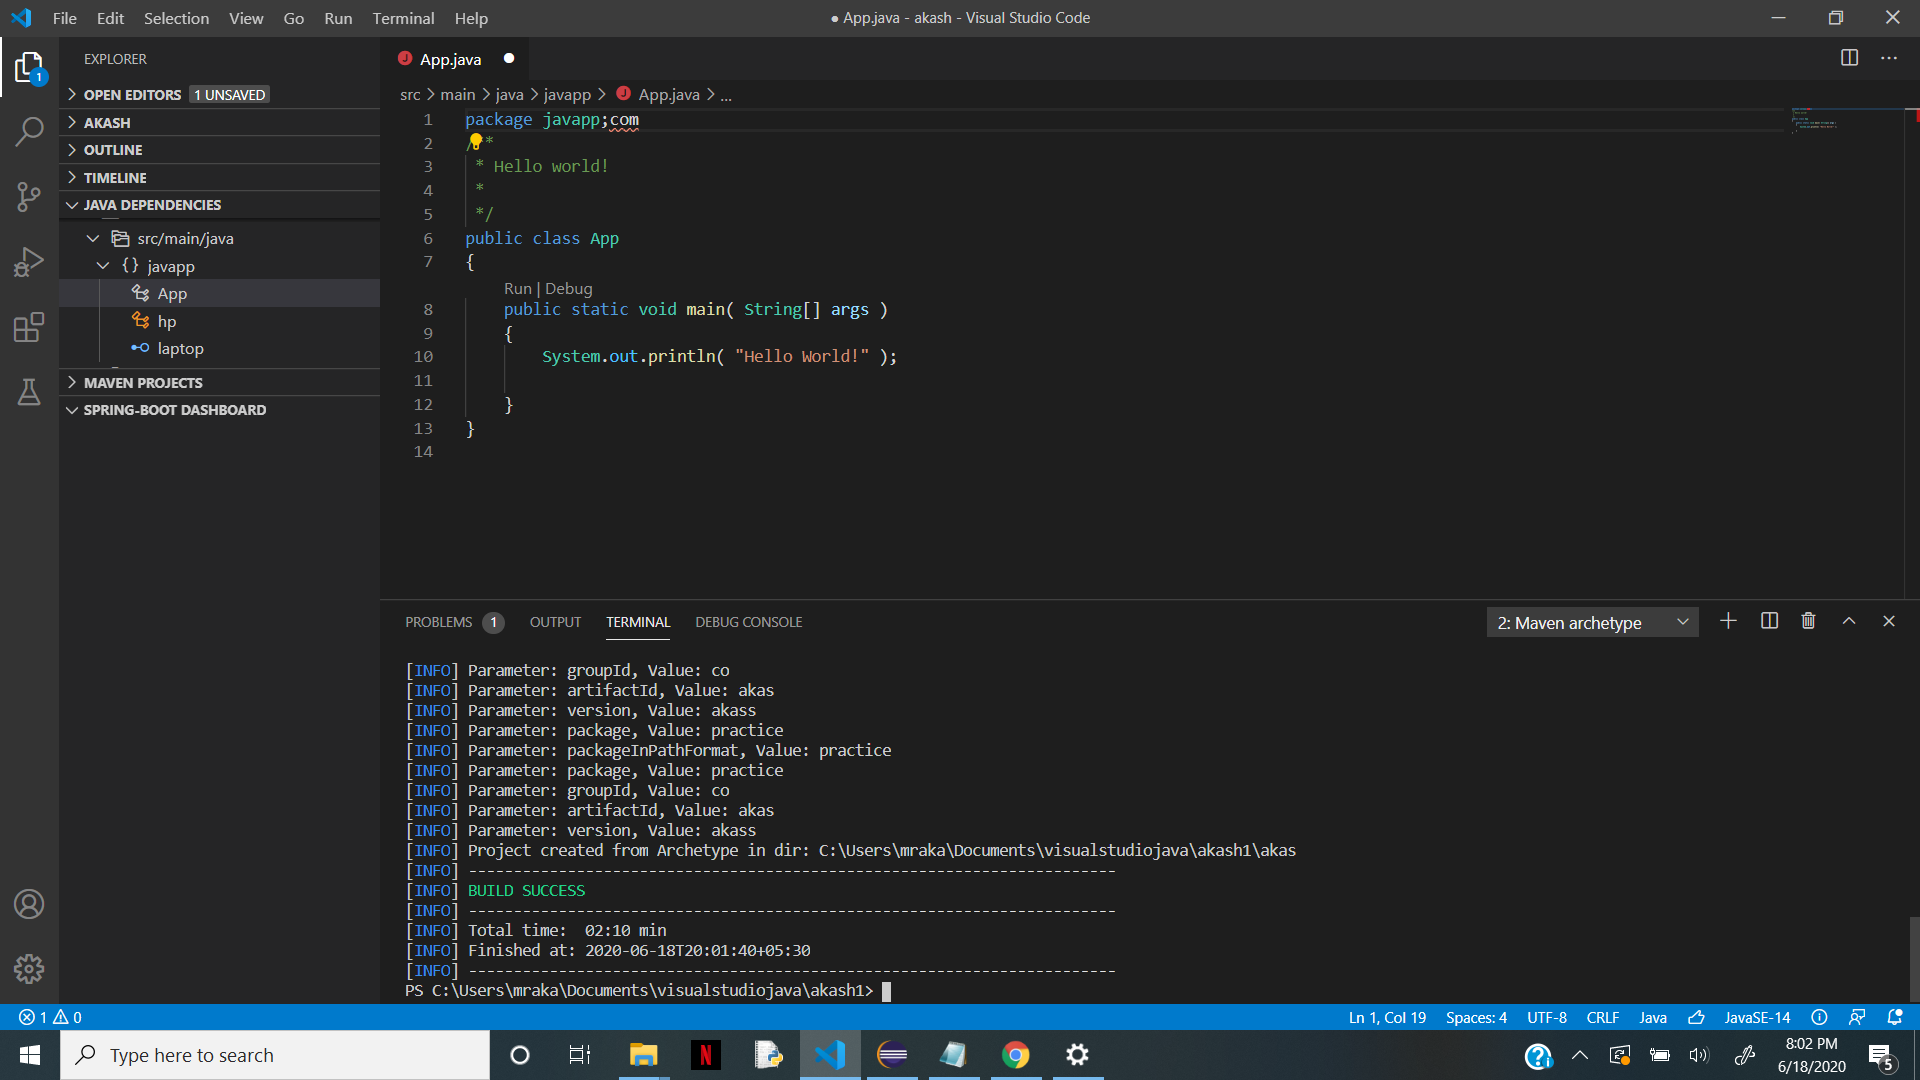 File Edit Selection View Go Run Terminal Help
● App.java - akash - Visual Studio Code
1
EXPLORER
OPEN EDITORS 1 UNSAVED
AKASH
OUTLINE
TIMELINE
JAVA DEPENDENCIES
src/main/java
{} javapp
App
hp
laptop
MAVEN PROJECTS
SPRING-BOOT DASHBOARD
J App.java ●
src > main > java > javapp > J App.java > ...
1 package javapp;com
2 /**
3 * Hello world!
4 *
5 */
6 public class App
7 {
Run | Debug
8 public static void main( String[] args )
9 {
10 System.out.println( "Hello World!" );
11
12 }
13 }
14
PROBLEMS 1 OUTPUT TERMINAL DEBUG CONSOLE
2: Maven archetype
[INFO] Parameter: groupId, Value: co
[INFO] Parameter: artifactId, Value: akas
[INFO] Parameter: version, Value: akass
[INFO] Parameter: package, Value: practice
[INFO] Parameter: packageInPathFormat, Value: practice
[INFO] Parameter: package, Value: practice
[INFO] Parameter: groupId, Value: co
[INFO] Parameter: artifactId, Value: akas
[INFO] Parameter: version, Value: akass
[INFO] Project created from Archetype in dir: C:\Users\mraka\Documents\visualstudiojava\akash1\akas
[INFO] ------------------------------------------------------------------------
[INFO] BUILD SUCCESS
[INFO] ------------------------------------------------------------------------
[INFO] Total time:  02:10 min
[INFO] Finished at: 2020-06-18T20:01:40+05:30
[INFO] ------------------------------------------------------------------------
PS C:\Users\mraka\Documents\visualstudiojava\akash1>
1 0
Ln 1, Col 19 Spaces: 4 UTF-8 CRLF Java JavaSE-14
Type here to search
N
8:02 PM
6/18/2020
5